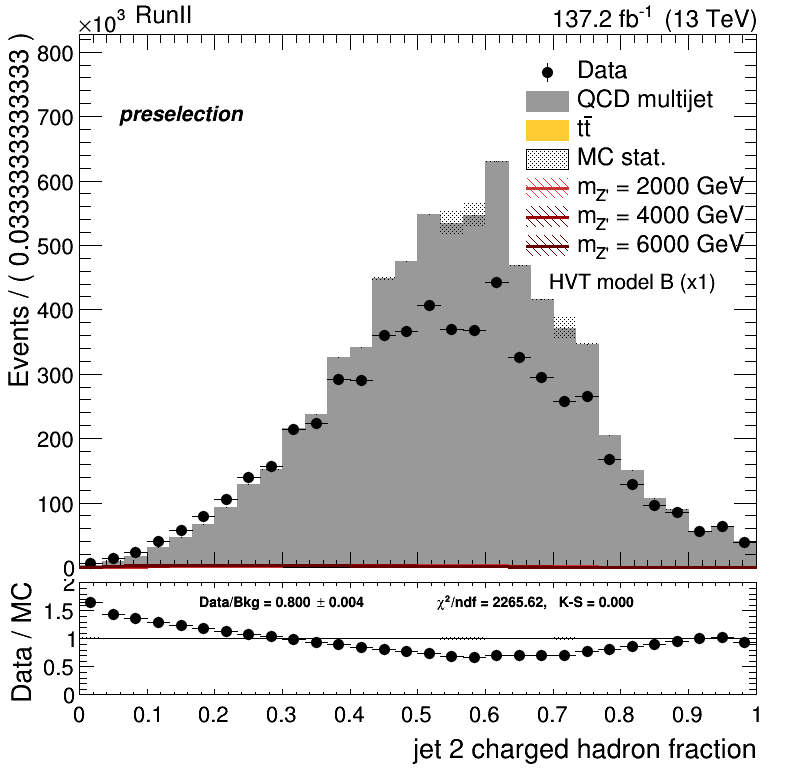 ×10³ RunII 137.2 fb⁻¹ (13 TeV)
Events / ( 0.0333333333333333 )
800
700
600
500
400
300
200
100
0
preselection
Data
QCD multijet
tt̄
MC stat.
m_Z' = 2000 GeV
m_Z' = 4000 GeV
m_Z' = 6000 GeV
HVT model B (x1)
Data / MC
2
1.5
1
0.5
0
Data/Bkg = 0.800 ± 0.004 χ²/ndf = 2265.62, K-S = 0.000
0 0.1 0.2 0.3 0.4 0.5 0.6 0.7 0.8 0.9 1
jet 2 charged hadron fraction